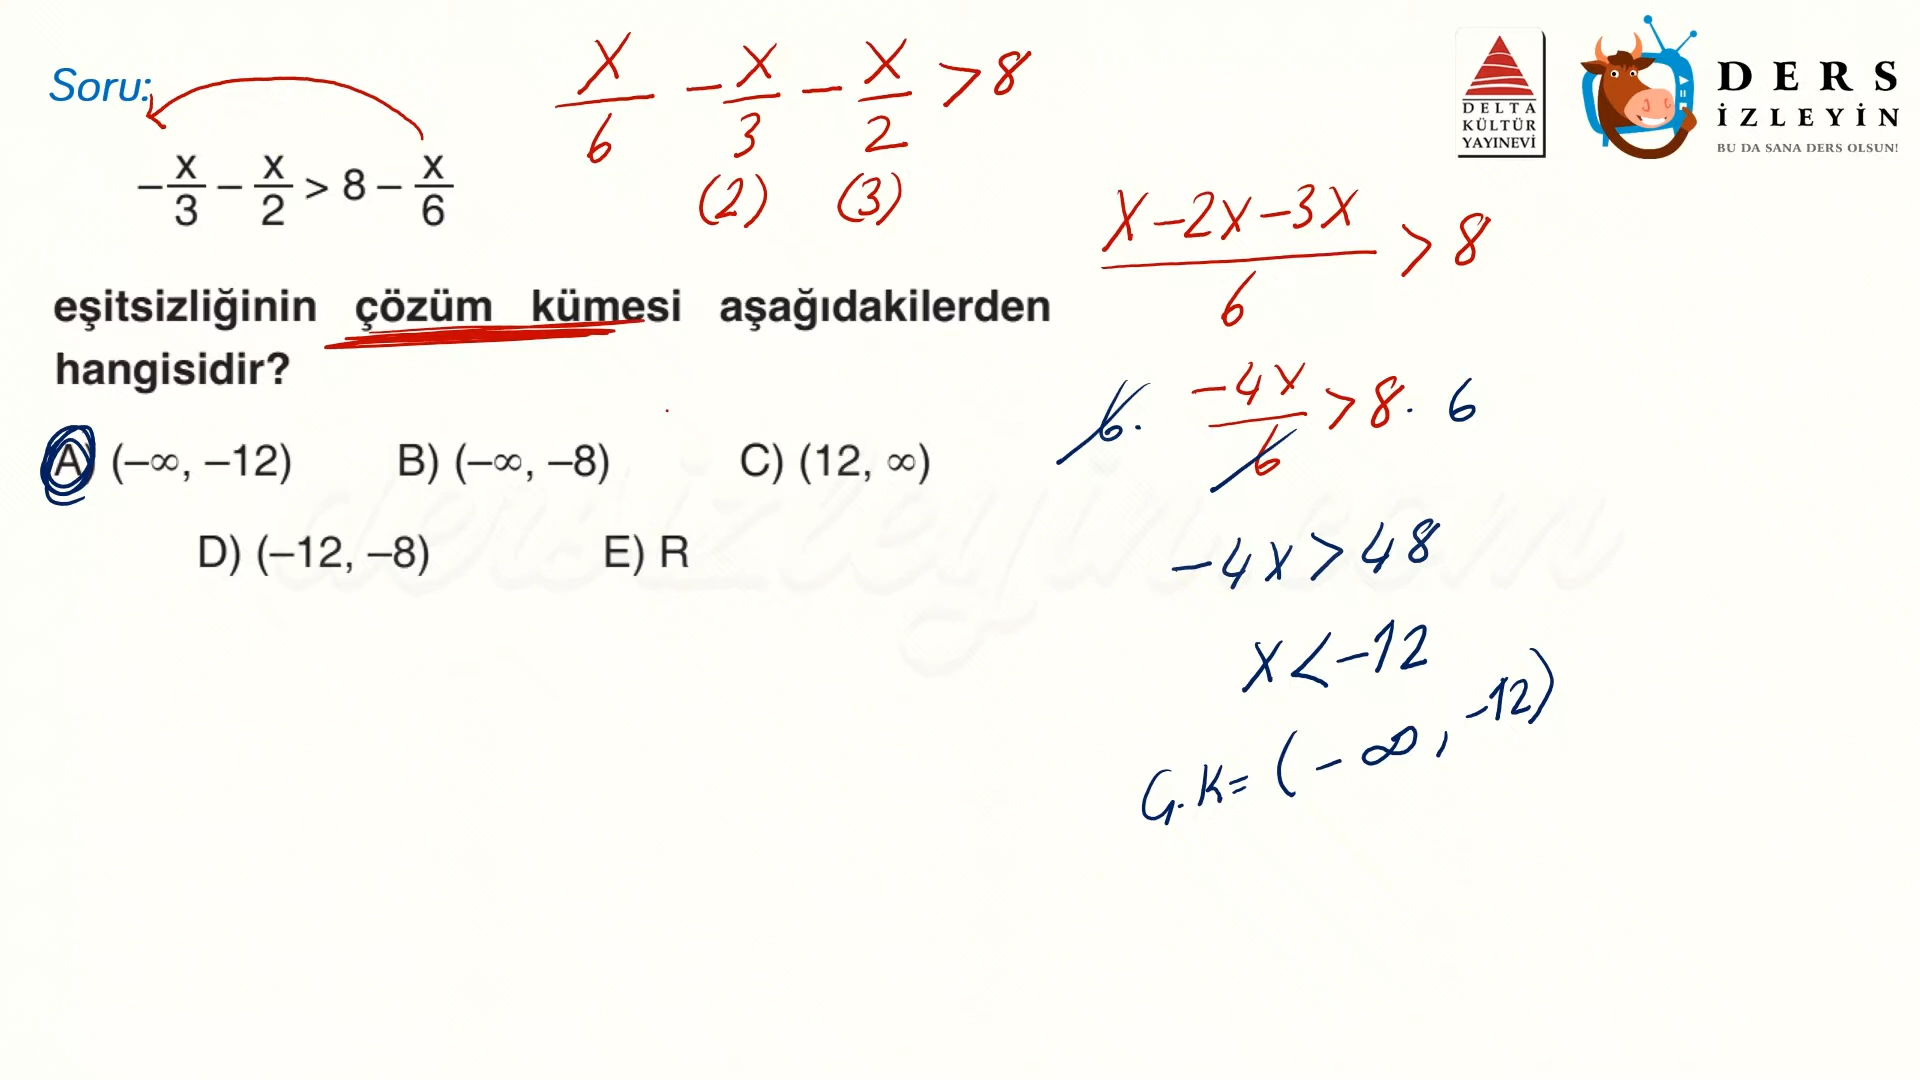 Soru:
-x/3 - x/2 > 8 - x/6
eşitsizliğinin çözüm kümesi aşağıdakilerden
hangisidir?
A) (–∞, –12) B) (–∞, –8) C) (12, ∞)
D) (–12, –8) E) R
x/6 - x/3 - x/2 > 8
(2) (3)
(x-2x-3x)/6 > 8
6. -4x/6 > 8.6
-4x > 48
x < -12
Ç.K= (-∞, -12)
DELTA
KÜLTÜR
YAYINEVİ
DERS
İZLEYİN
BU DA SANA DERS OLSUN!
dersizleyin.com